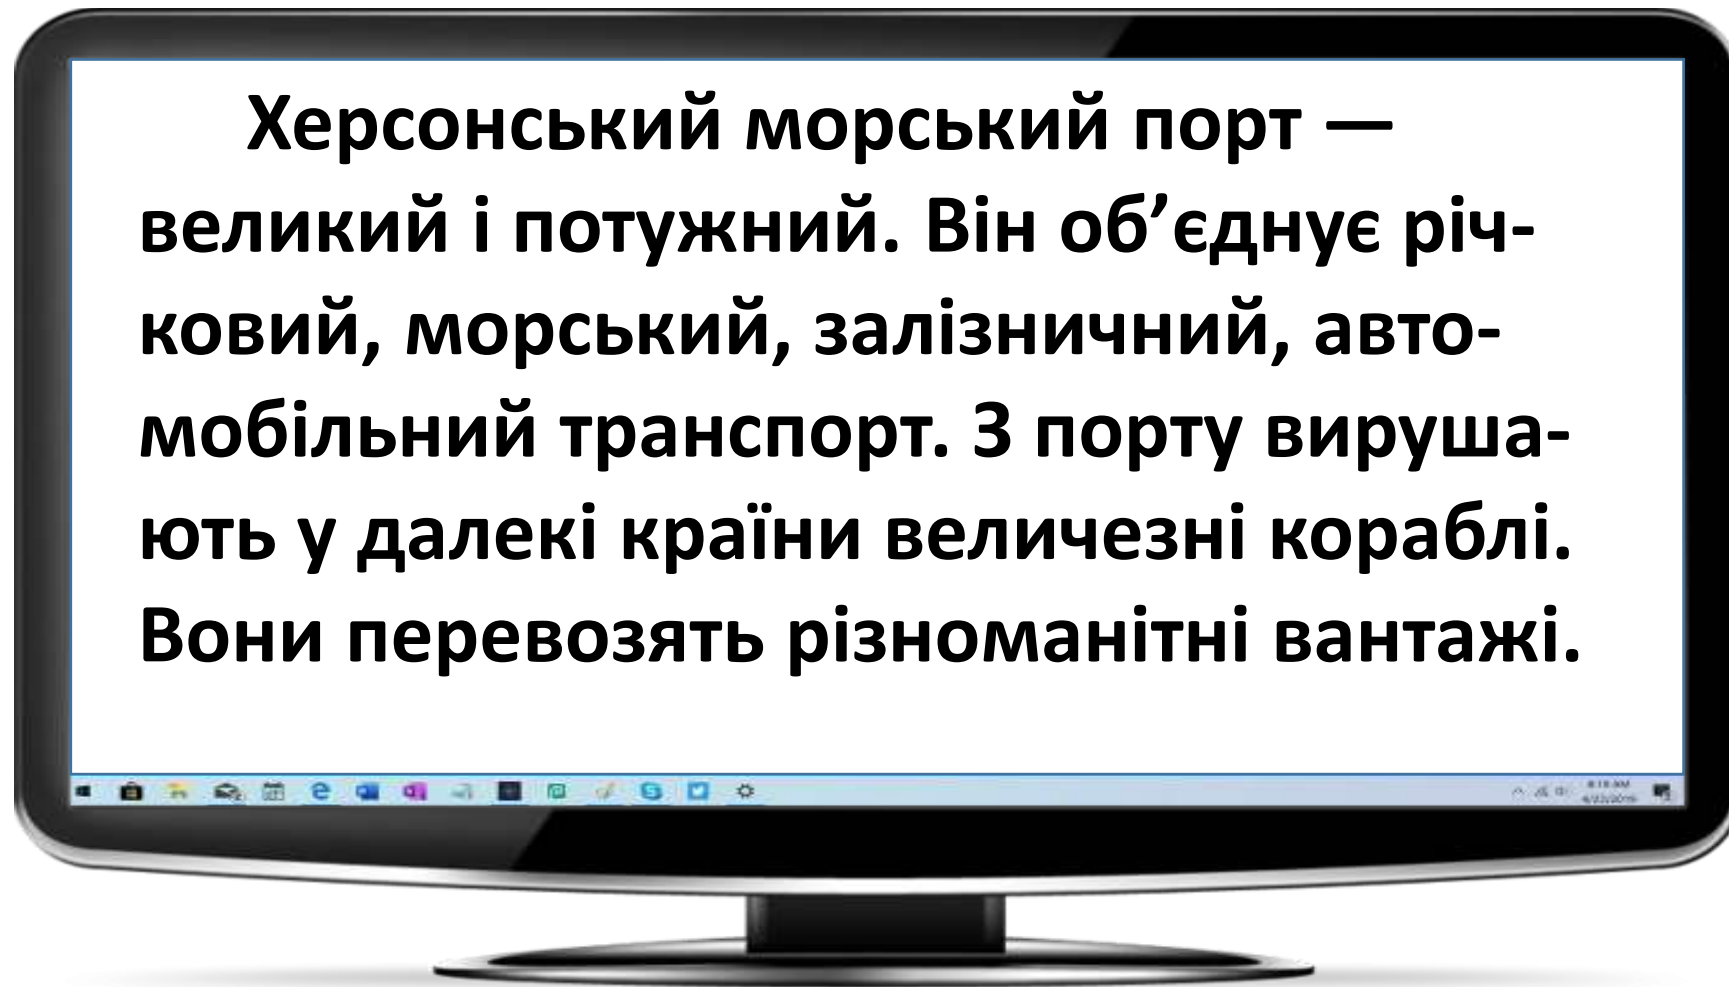 Херсонський морський порт —
великий і потужний. Він об’єднує річ-
ковий, морський, залізничний, авто-
мобільний транспорт. З порту вируша-
ють у далекі країни величезні кораблі.
Вони перевозять різноманітні вантажі.